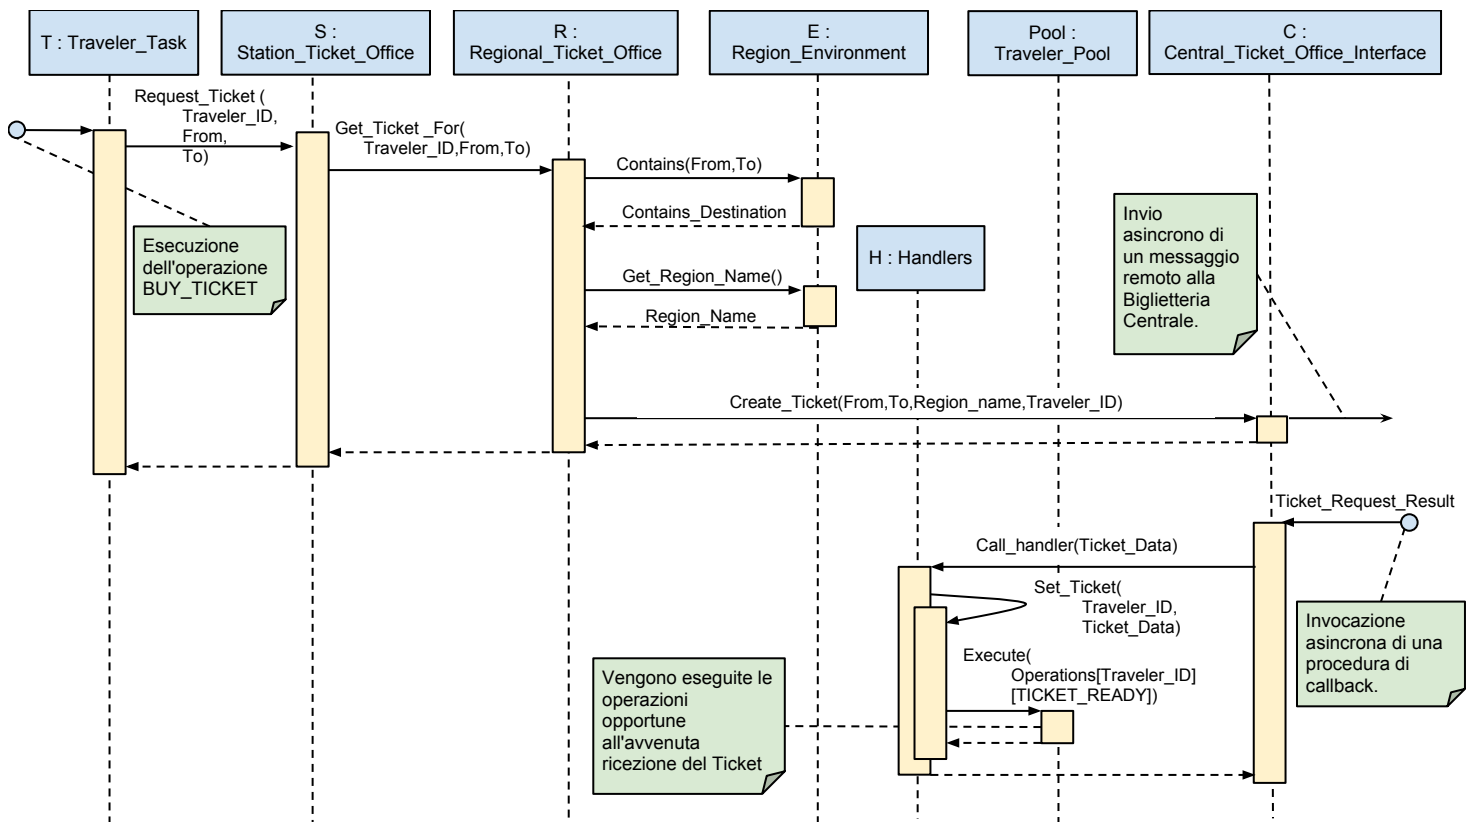 T : Traveler_Task
S :
Station_Ticket_Office
R :
Regional_Ticket_Office
E :
Region_Environment
Pool :
Traveler_Pool
C :
Central_Ticket_Office_Interface
Request_Ticket (
Traveler_ID,
From,
To)
Get_Ticket _For(
Traveler_ID,From,To)
Contains(From,To)
Contains_Destination
Esecuzione
dell'operazione
BUY_TICKET
H : Handlers
Invio
asincrono di
un messaggio
remoto alla
Biglietteria
Centrale.
Get_Region_Name()
Region_Name
Create_Ticket(From,To,Region_name,Traveler_ID)
Ticket_Request_Result
Call_handler(Ticket_Data)
Set_Ticket(
Traveler_ID,
Ticket_Data)
Invocazione
asincrona di una
procedura di
callback.
Execute(
Operations[Traveler_ID]
[TICKET_READY])
Vengono eseguite le
operazioni
opportune
all'avvenuta
ricezione del Ticket